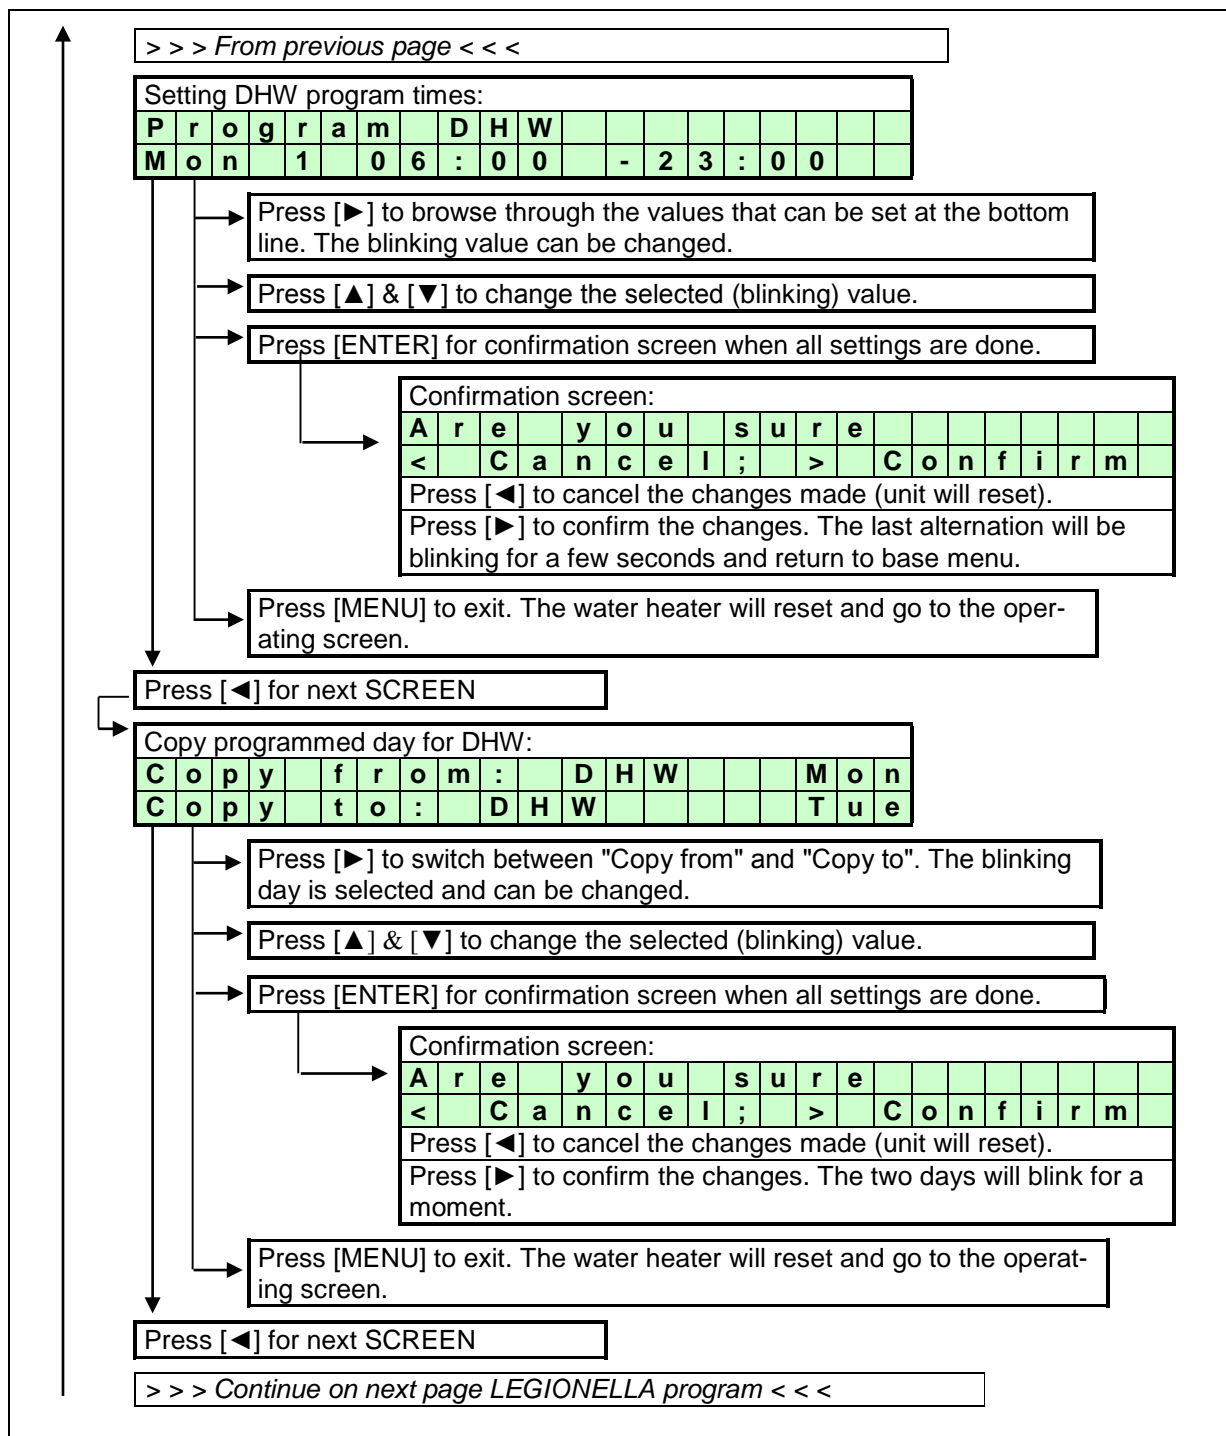 > > > From previous page < < <
Setting DHW program times:
Program DHW
Mon 1 06:00 -23:00
Press [►] to browse through the values that can be set at the bottom
line. The blinking value can be changed.
Press [▲] & [▼] to change the selected (blinking) value.
Press [ENTER] for confirmation screen when all settings are done.
Confirmation screen:
Are you sure
< Cancel; > Confirm
Press [◄] to cancel the changes made (unit will reset).
Press [►] to confirm the changes. The last alternation will be
blinking for a few seconds and return to base menu.
Press [MENU] to exit. The water heater will reset and go to the oper-
ating screen.
Press [◄] for next SCREEN
Copy programmed day for DHW:
Copy from: DHW Mon
Copy to: DHW Tue
Press [►] to switch between "Copy from" and "Copy to". The blinking
day is selected and can be changed.
Press [▲] & [▼] to change the selected (blinking) value.
Press [ENTER] for confirmation screen when all settings are done.
Confirmation screen:
Are you sure
< Cancel; > Confirm
Press [◄] to cancel the changes made (unit will reset).
Press [►] to confirm the changes. The two days will blink for a
moment.
Press [MENU] to exit. The water heater will reset and go to the operat-
ing screen.
Press [◄] for next SCREEN
> > > Continue on next page LEGIONELLA program < < <